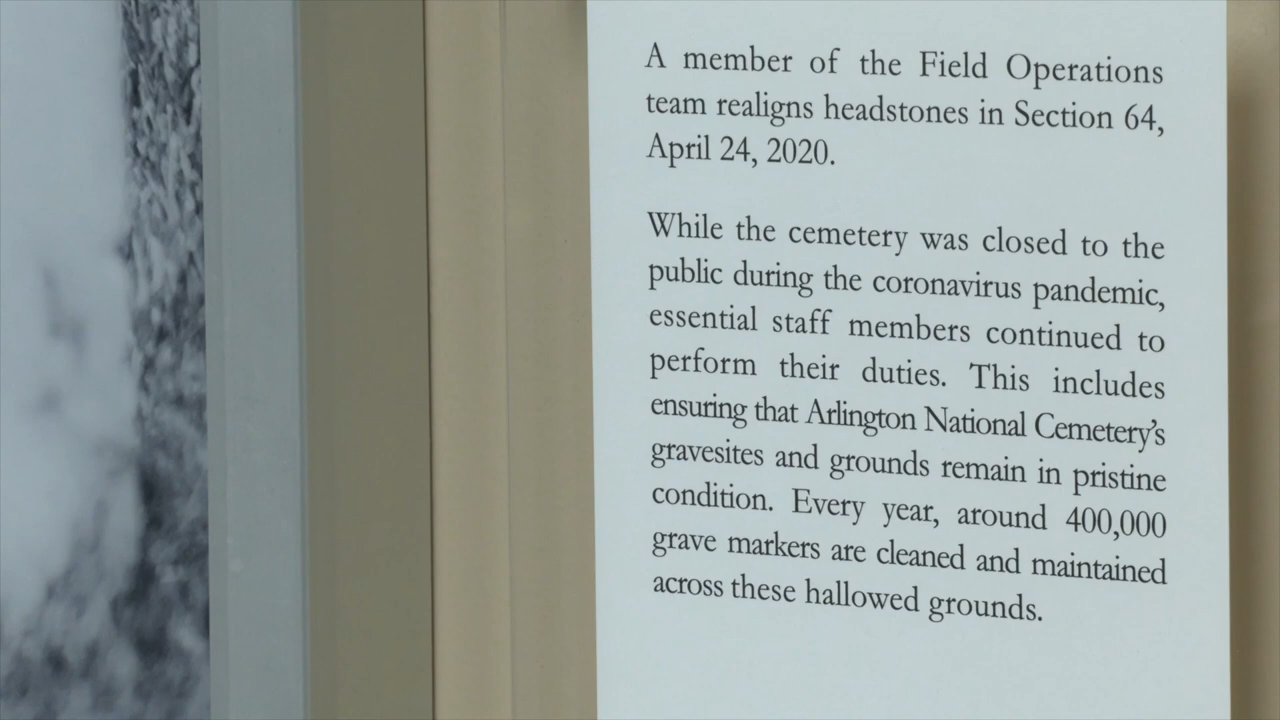 A member of the Field Operations
team realigns headstones in Section 64,
April 24, 2020.
While the cemetery was closed to the
public during the coronavirus pandemic,
essential staff members continued to
perform their duties. This includes
ensuring that Arlington National Cemetery’s
gravesites and grounds remain in pristine
condition. Every year, around 400,000
grave markers are cleaned and maintained
across these hallowed grounds.